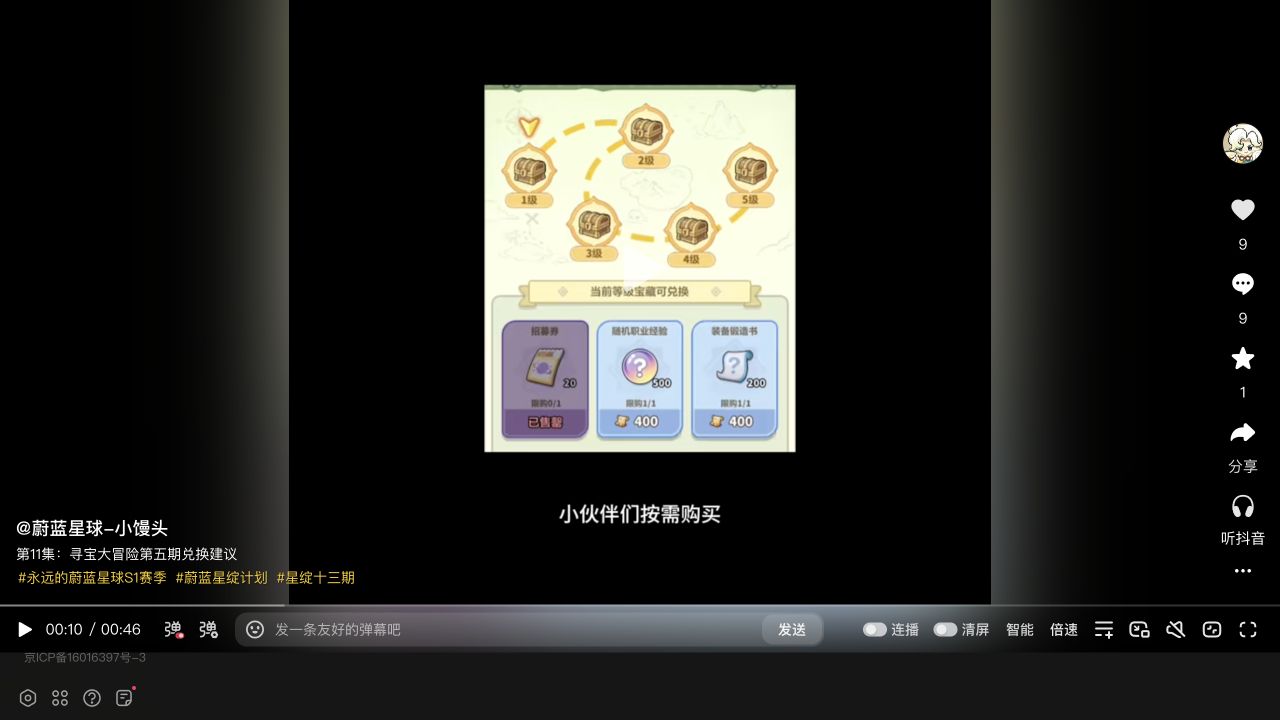 2级
1级
5级
3级
4级
当前等级宝藏可兑换
招募券
随机职业经验
装备锻造书
20
500
200
限购0/1
限购1/1
限购1/1
已售罄
400
400
小伙伴们按需购买
9
9
1
分享
听抖音
@蔚蓝星球-小馒头
第11集：寻宝大冒险第五期兑换建议
#永远的蔚蓝星球S1赛季 #蔚蓝星绽计划 #星绽十三期
00:10 / 00:46
弹
弹
发一条友好的弹幕吧
发送
连播
清屏
智能
倍速
京ICP备16016397号-3